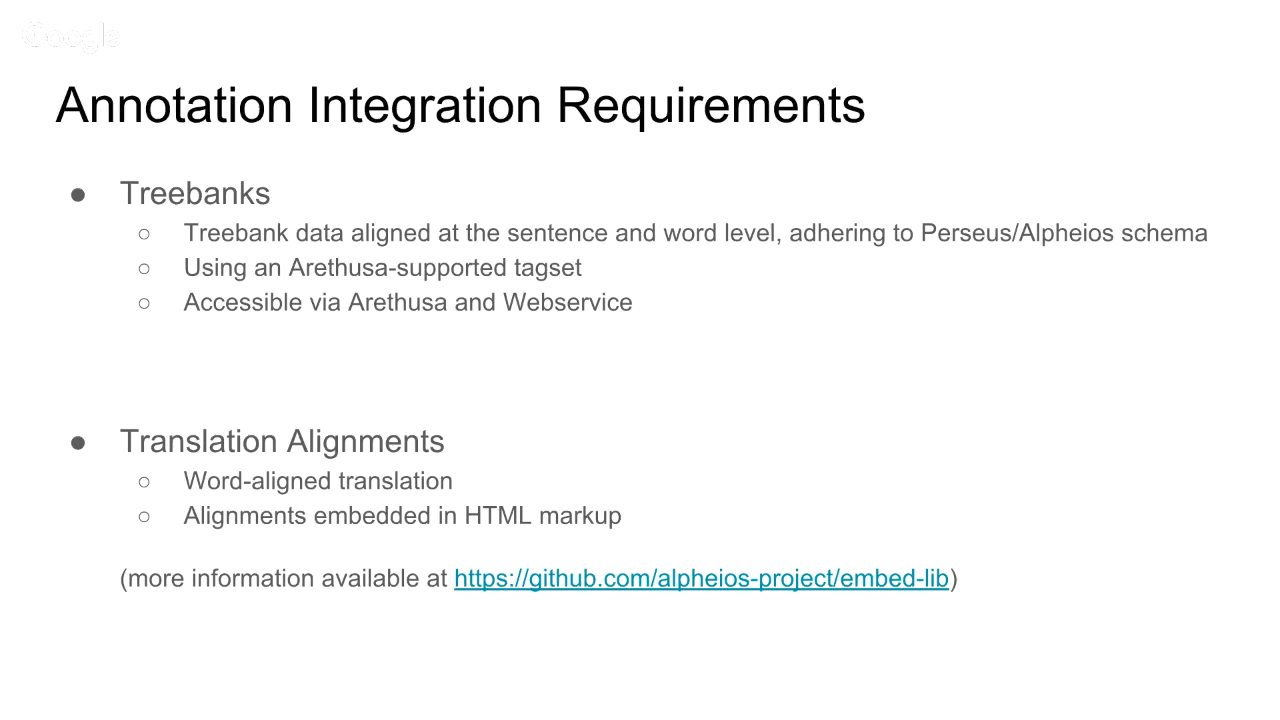 Google
Annotation Integration Requirements
● Treebanks
○ Treebank data aligned at the sentence and word level, adhering to Perseus/Alpheios schema
○ Using an Arethusa-supported tagset
○ Accessible via Arethusa and Webservice
● Translation Alignments
○ Word-aligned translation
○ Alignments embedded in HTML markup
(more information available at https://github.com/alpheios-project/embed-lib)